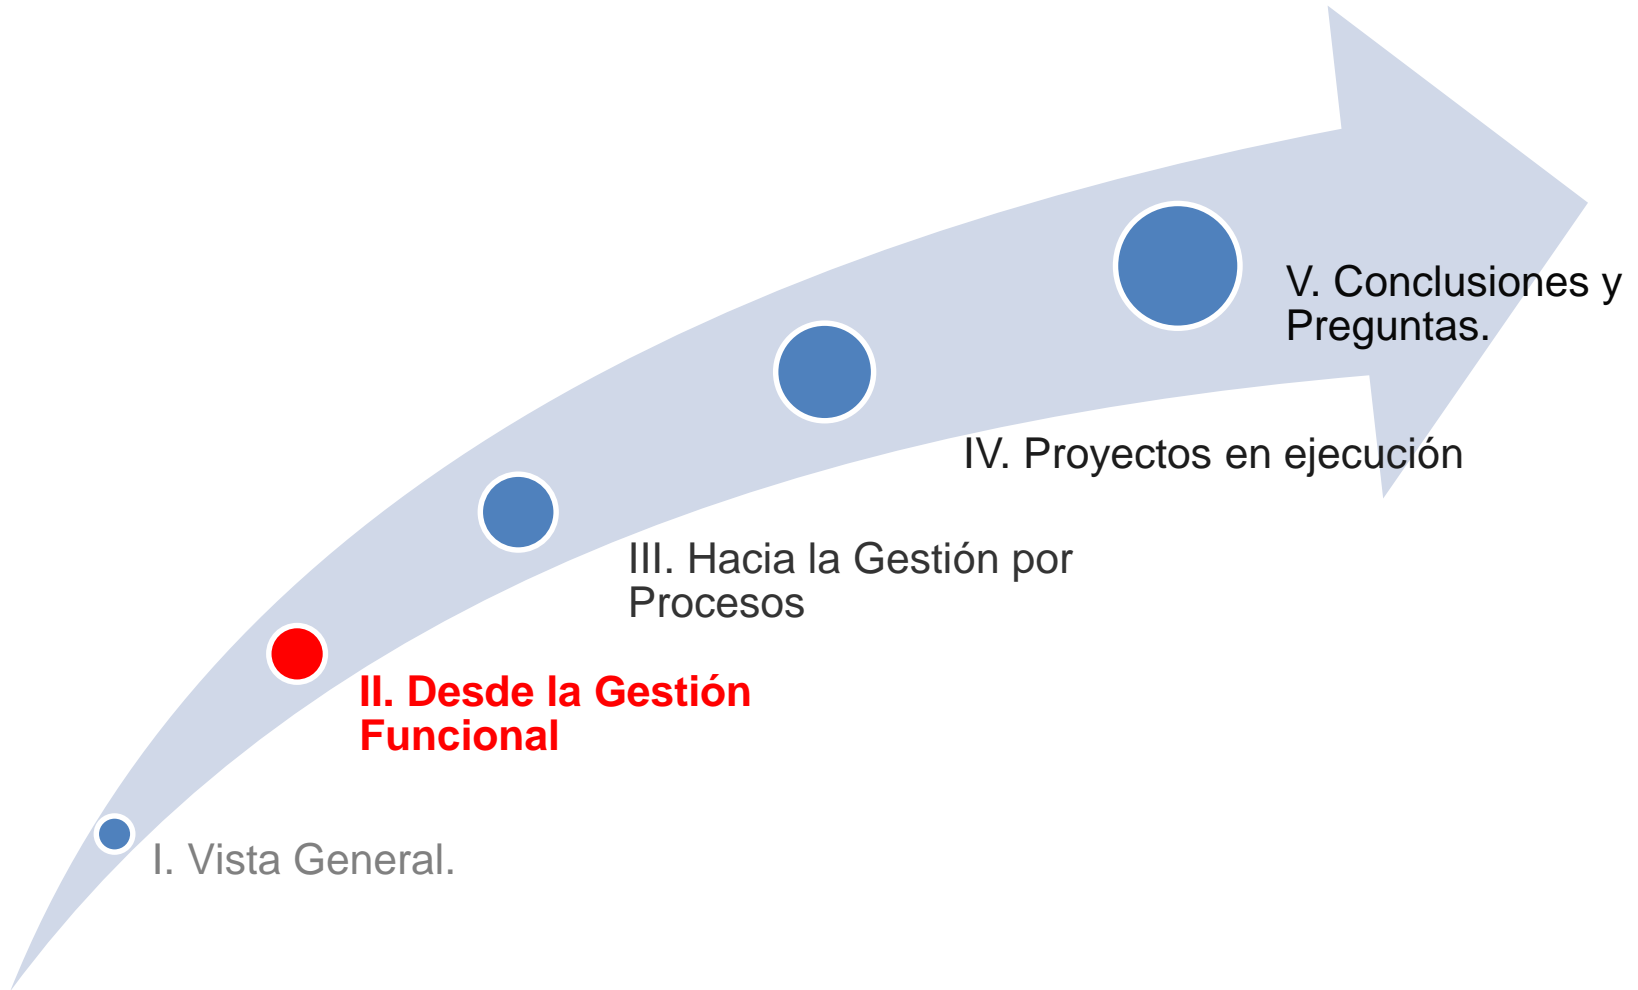 V. Conclusiones y
Preguntas.
IV. Proyectos en ejecución
III. Hacia la Gestión por
Procesos
II. Desde la Gestión
Funcional
I. Vista General.